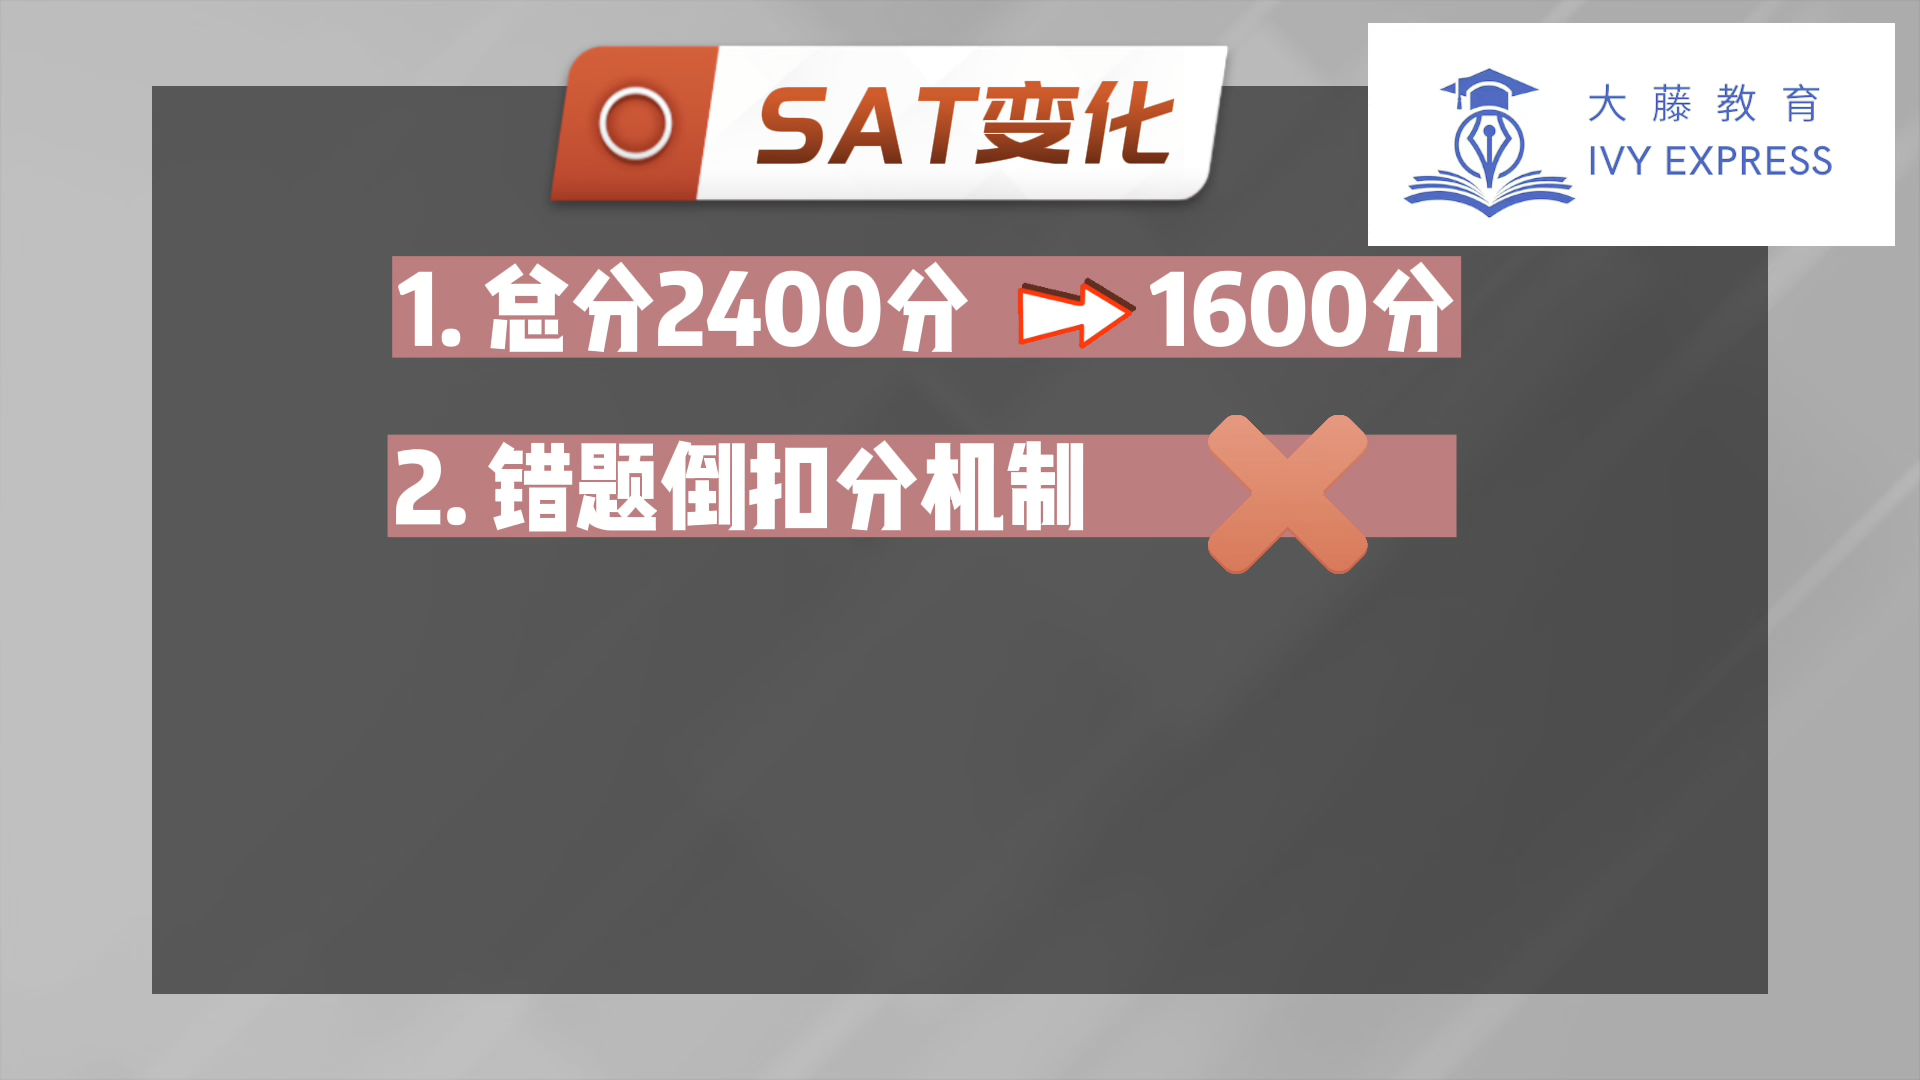 SAT变化
大藤教育
IVY EXPRESS
1. 总分2400分 1600分
2. 错题倒扣分机制